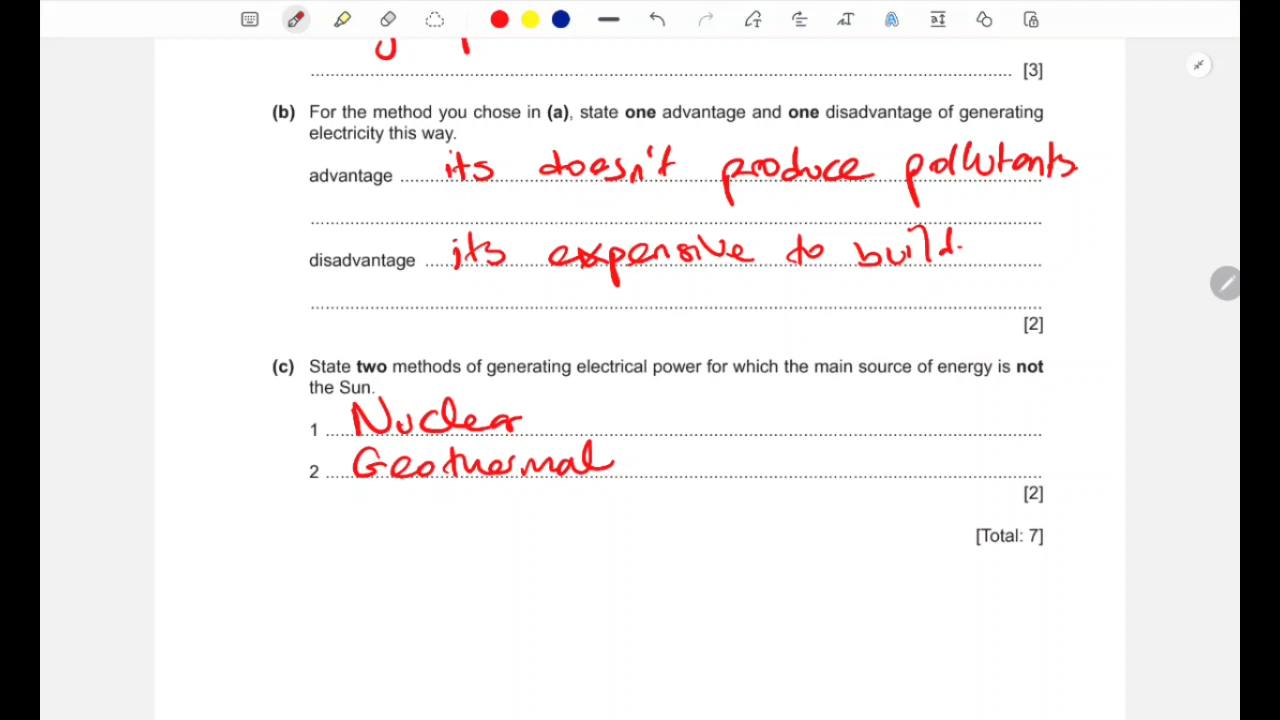 [3]
(b) For the method you chose in (a), state one advantage and one disadvantage of generating
electricity this way.
advantage its doesn't produce pollutants
disadvantage its expensive to build.
[2]
(c) State two methods of generating electrical power for which the main source of energy is not
the Sun.
1 Nuclear
2 Geothermal
[2]
[Total: 7]